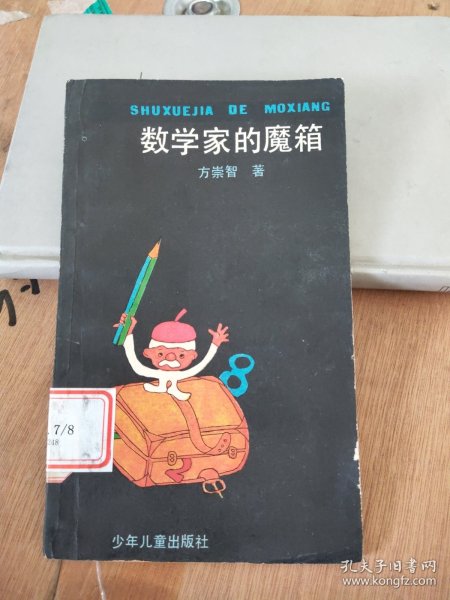 SHUXUEJIA DE MOXIANG
数学家的魔箱
方崇智 著
.7/8
248
少年儿童出版社
孔夫子旧书网
www.kongfz.com